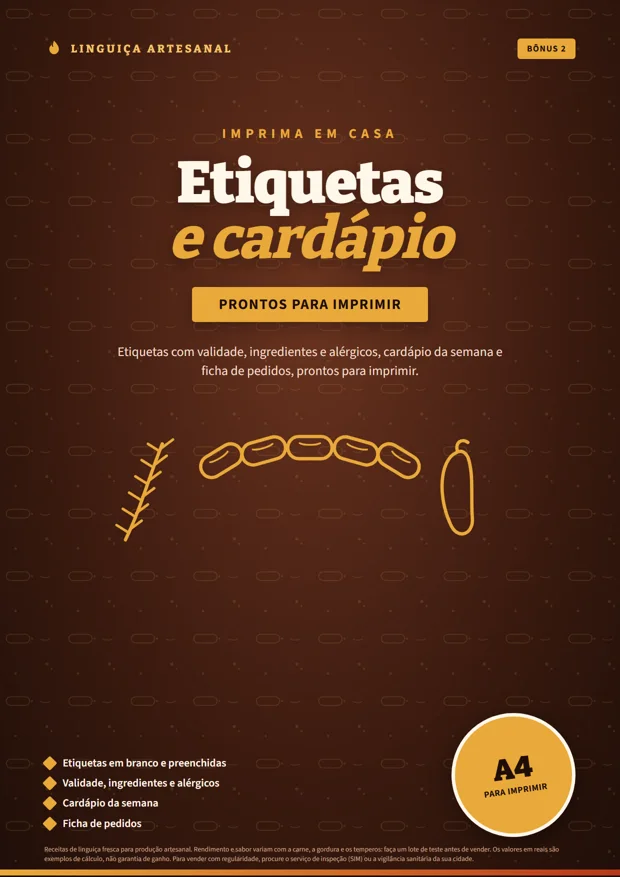 LINGUIÇA ARTESANAL
BÔNUS 2
IMPRIMA EM CASA
Etiquetas
e cardápio
PRONTOS PARA IMPRIMIR
Etiquetas com validade, ingredientes e alérgicos, cardápio da semana e
ficha de pedidos, prontos para imprimir.
Etiquetas em branco e preenchidas
Validade, ingredientes e alérgicos
Cardápio da semana
Ficha de pedidos
A4
PARA IMPRIMIR
Receitas de linguiça fresca para produção artesanal. Rendimento e sabor variam com a carne, a gordura e os temperos: faça um lote de teste antes de vender. Os valores em reais são
exemplos de cálculo, não garantia de ganho. Para vender com regularidade, procure o serviço de inspeção (SIM) ou a vigilância sanitária da sua cidade.